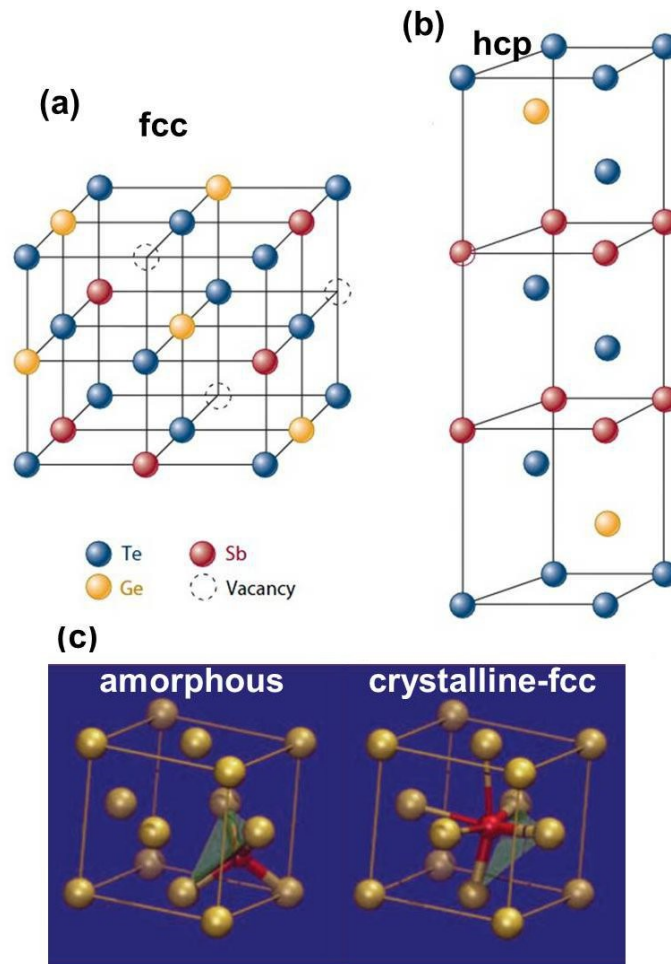 (a)
fcc
(b)
hcp
Te
Sb
Ge
Vacancy
(c)
amorphous
crystalline-fcc